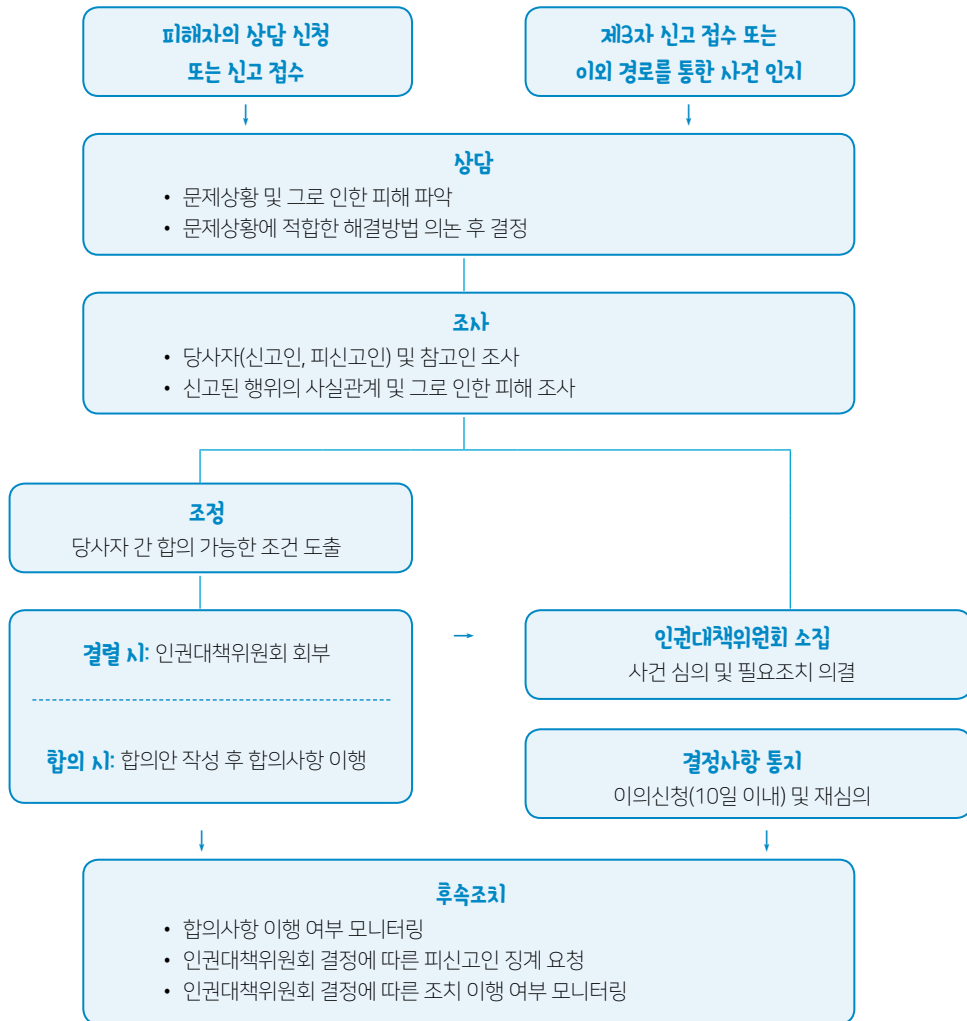 피해자의 상담 신청
또는 신고 접수
제3자 신고 접수 또는
이외 경로를 통한 사건 인지
상담
• 문제상황 및 그로 인한 피해 파악
• 문제상황에 적합한 해결방법 의논 후 결정
조사
• 당사자(신고인, 피신고인) 및 참고인 조사
• 신고된 행위의 사실관계 및 그로 인한 피해 조사
조정
당사자 간 합의 가능한 조건 도출
결렬 시: 인권대책위원회 회부
합의 시: 합의안 작성 후 합의사항 이행
인권대책위원회 소집
사건 심의 및 필요조치 의결
결정사항 통지
이의신청(10일 이내) 및 재심의
후속조치
• 합의사항 이행 여부 모니터링
• 인권대책위원회 결정에 따른 피신고인 징계 요청
• 인권대책위원회 결정에 따른 조치 이행 여부 모니터링